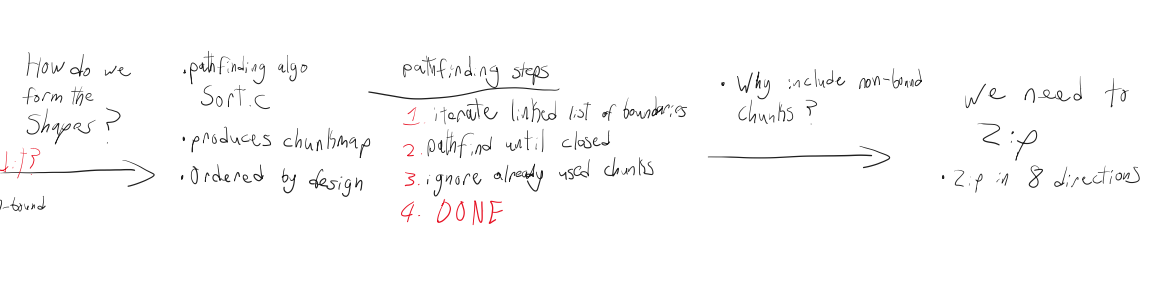 How do we
form the
Shapes?
n-bound
• pathfinding algo
Sort.c
• produces chunkmap
• Ordered by design
pathfinding steps
1. iterate linked list of boundaries
2. pathfind until closed
3. ignore already used chunks
4. DONE
• Why include non-bound
chunks?
We need to
Zip
• Zip in 8 directions